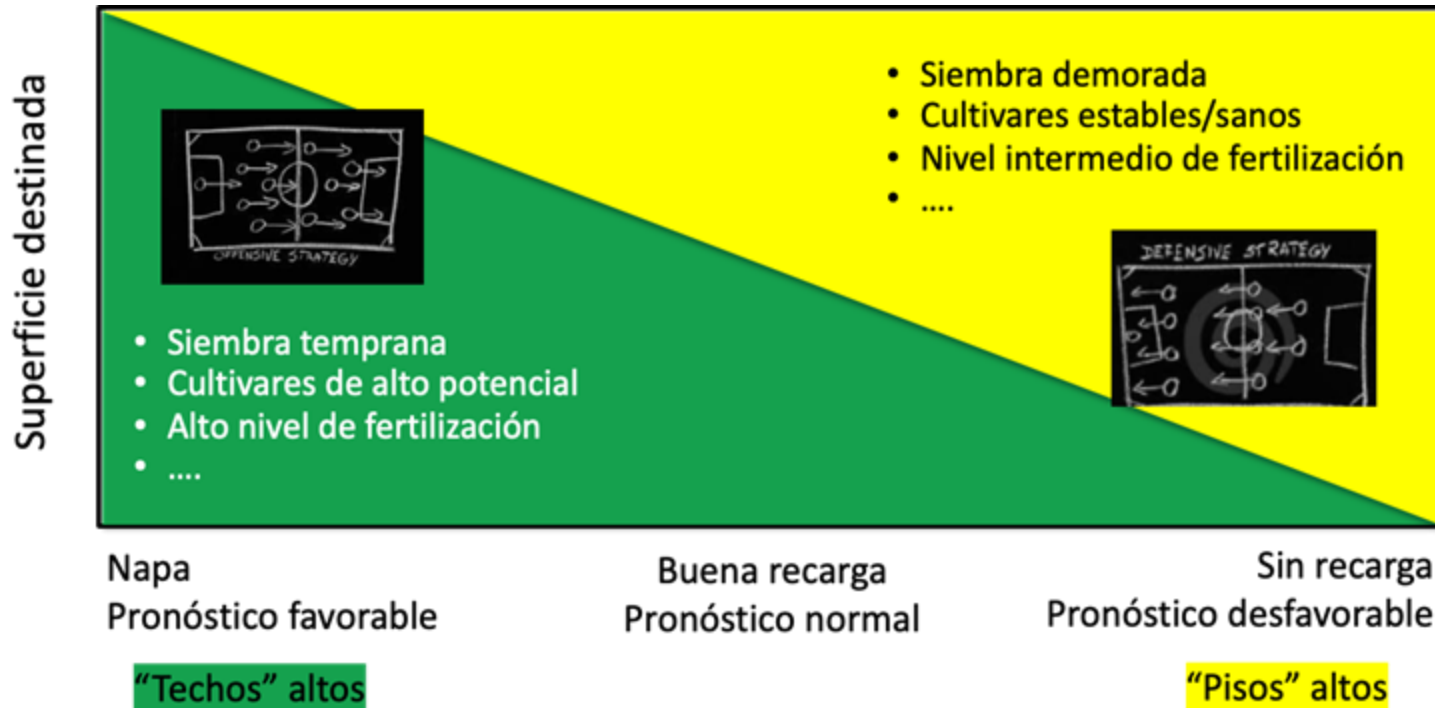 Superficie destinada
OFFENSIVE STRATEGY
• Siembra temprana
• Cultivares de alto potencial
• Alto nivel de fertilización
• ....
• Siembra demorada
• Cultivares estables/sanos
• Nivel intermedio de fertilización
• ....
DEFENSIVE STRATEGY
Napa
Pronóstico favorable
Buena recarga
Pronóstico normal
Sin recarga
Pronóstico desfavorable
“Techos” altos
“Pisos” altos